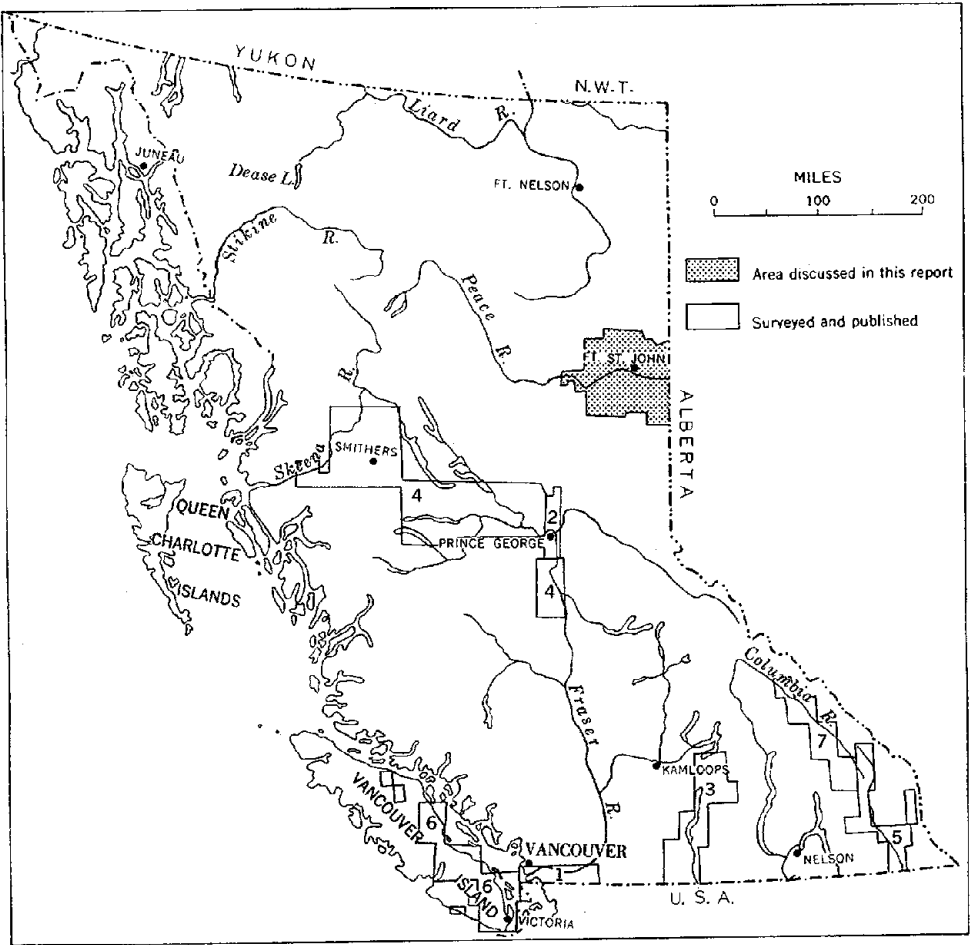 YUKON
N.W.T.
Liard R.
JUNEAU
Dease L.
FT. NELSON
MILES
0 100 200
Stikine R.
Area discussed in this report
Peace R.
Surveyed and published
FT. ST. JOHN
ALBERTA
R.
SMITHERS
Skeena
4
QUEEN
CHARLOTTE
ISLANDS
2
PRINCE GEORGE
4
Columbia R.
Fraser R.
7
KAMLOOPS
3
VANCOUVER
6
5
VANCOUVER
NELSON
1
6
ISLAND
U.S.A.
VICTORIA